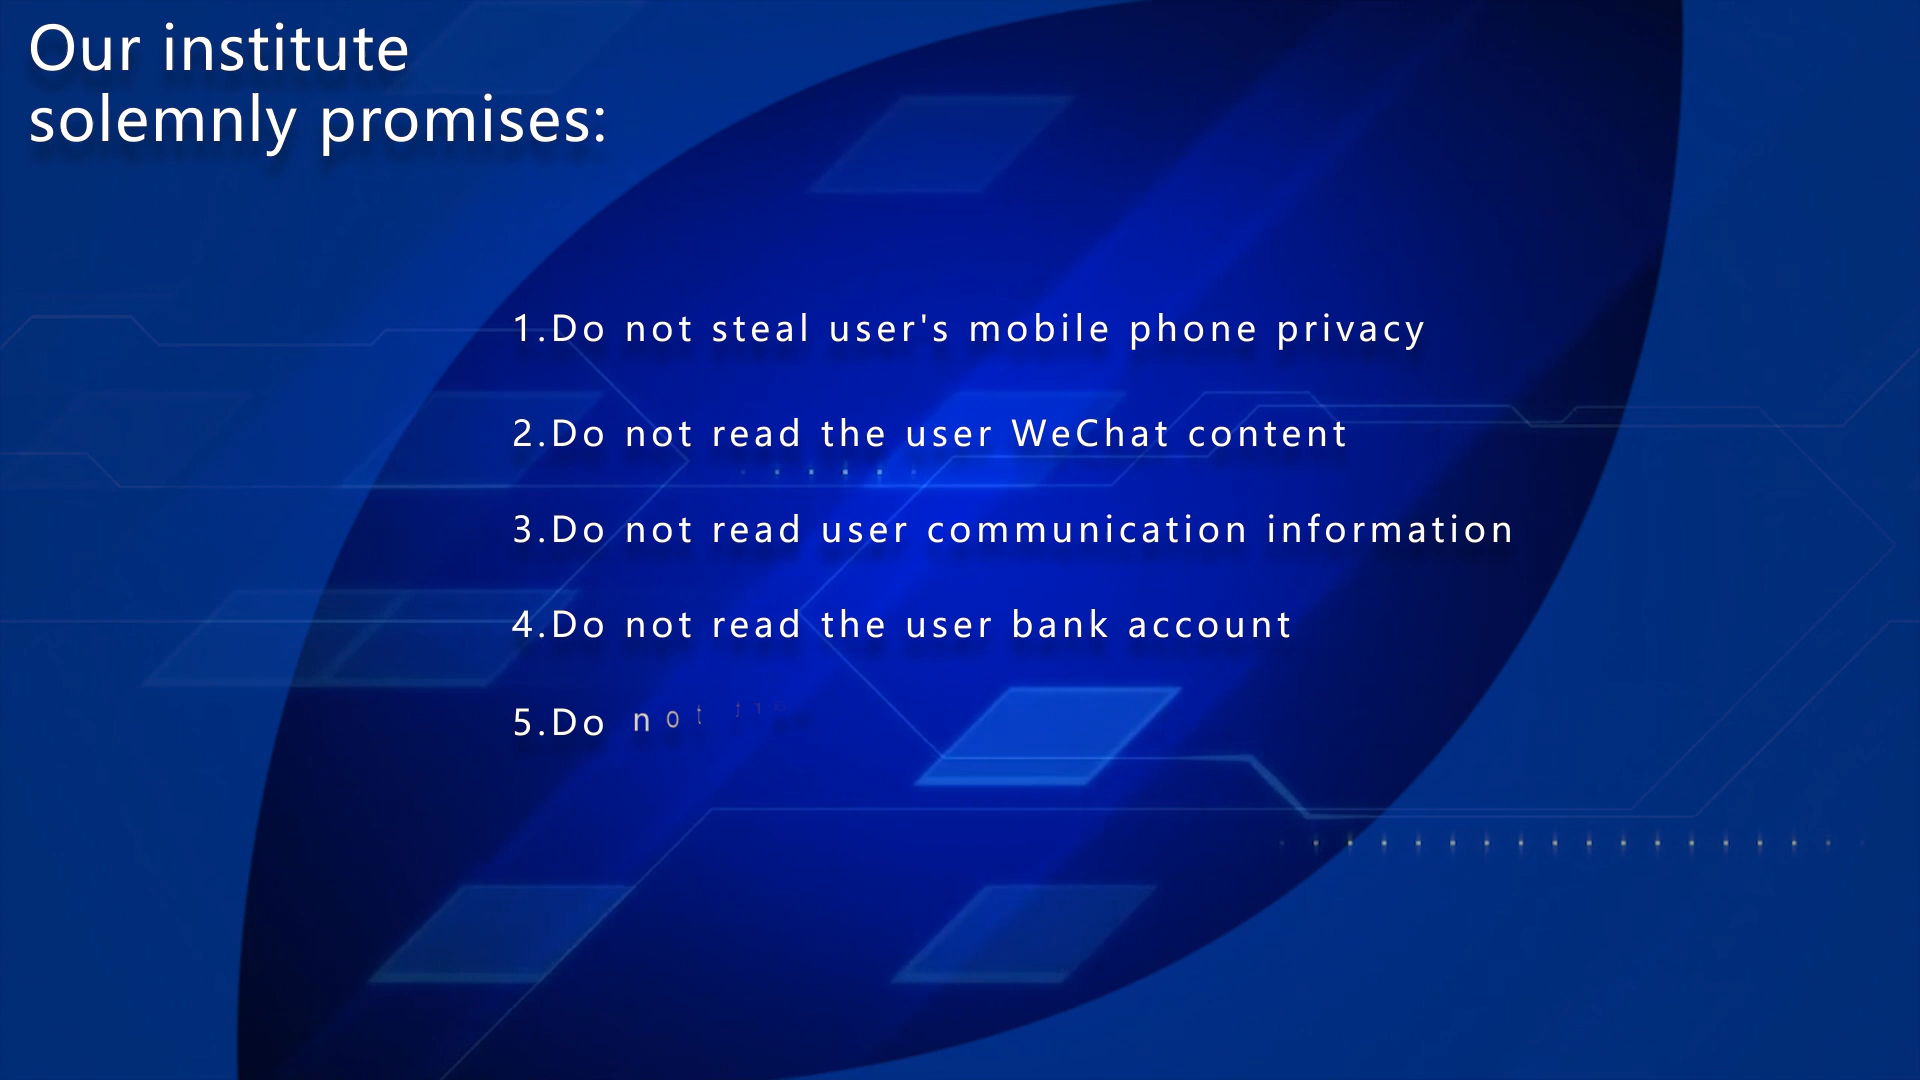 Our institute
solemnly promises:
1.Do not steal user's mobile phone privacy
2.Do not read the user WeChat content
3.Do not read user communication information
4.Do not read the user bank account
5.Do not